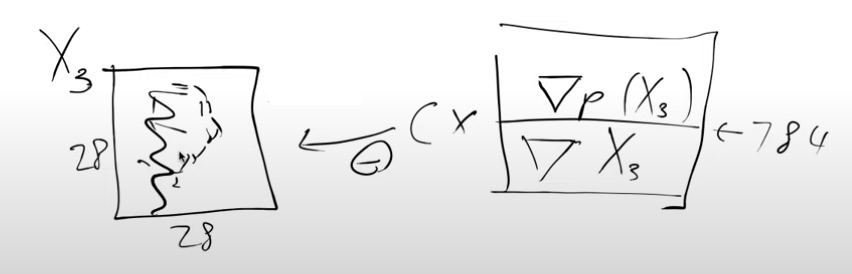 X₃
28
28
⊖
C × ∇p (X₃)
∇ X₃
← 784